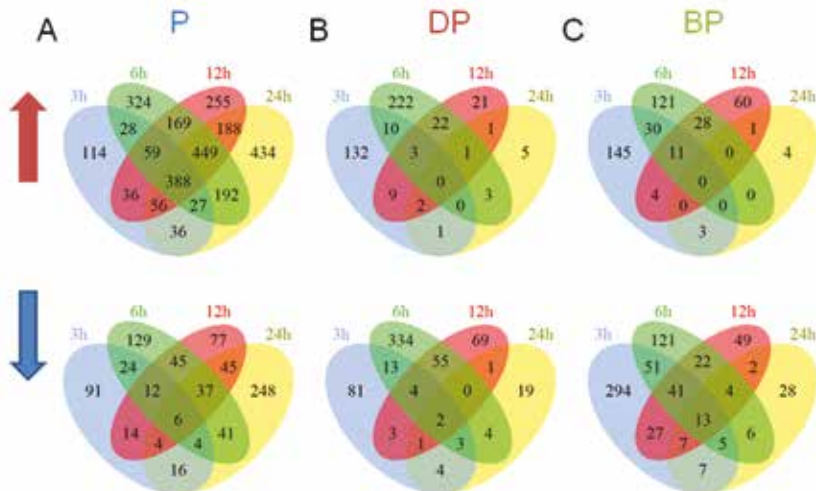 A P B DP C BP
6h 12h 6h 12h 6h 12h
3h 24h 3h 24h 3h 24h
324 255 222 21 121 60
28 169 188 10 22 1 30 28 1
114 59 449 434 132 3 1 5 145 11 0 4
388 0 0
36 56 27 192 9 2 0 3 4 0 0 0
36 1 3
6h 12h 6h 12h 6h 12h
3h 24h 3h 24h 3h 24h
129 77 334 69 121 49
24 45 45 13 55 1 51 22 2
91 12 37 248 81 4 0 19 294 41 4 28
6 2 13
14 4 4 41 3 1 3 4 27 7 5 6
16 4 7